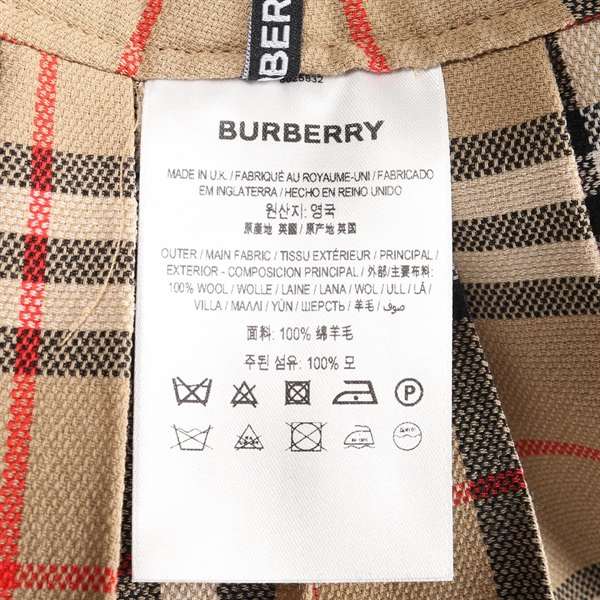 BER
BURBERRY
MADE IN U.K. / FABRIQUÉ AU ROYAUME-UNI / FABRICADO
EM INGLATERRA / HECHO EN REINO UNIDO
원산지: 영국
原產地 英國 / 原产地 英国
OUTER / MAIN FABRIC / TISSU EXTÉRIEUR / PRINCIPAL /
EXTERIOR - COMPOSICION PRINCIPAL / 外部/主要布料:
100% WOOL / WOLLE / LAINE / LANA / WOL / ULL / LÃ /
VILLA / ΜΑΛΛΙ / YÜN / ШЕРСТЬ / 羊毛 / صوف
面料: 100% 绵羊毛
주된 섬유: 100% 모
P